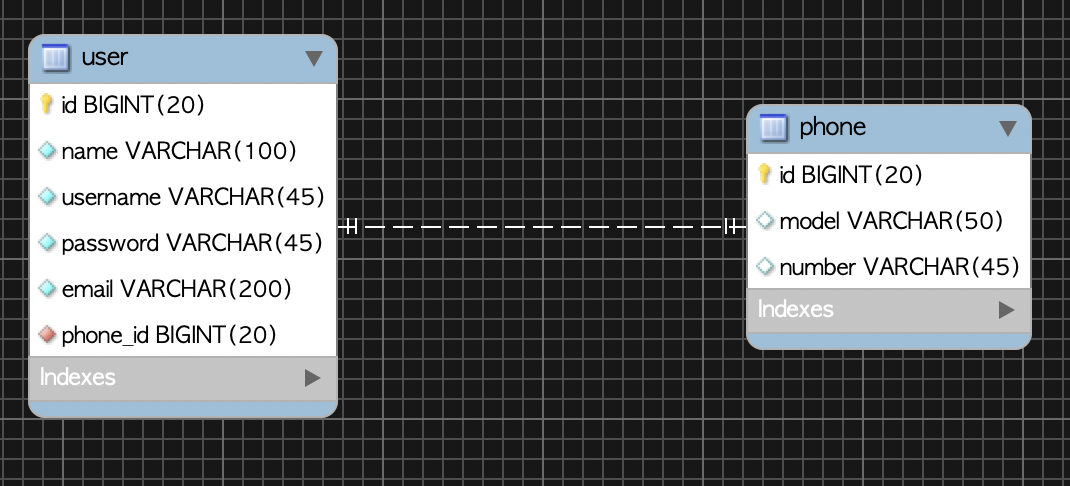 user
id BIGINT(20)
name VARCHAR(100)
username VARCHAR(45)
password VARCHAR(45)
email VARCHAR(200)
phone_id BIGINT(20)
Indexes
phone
id BIGINT(20)
model VARCHAR(50)
number VARCHAR(45)
Indexes